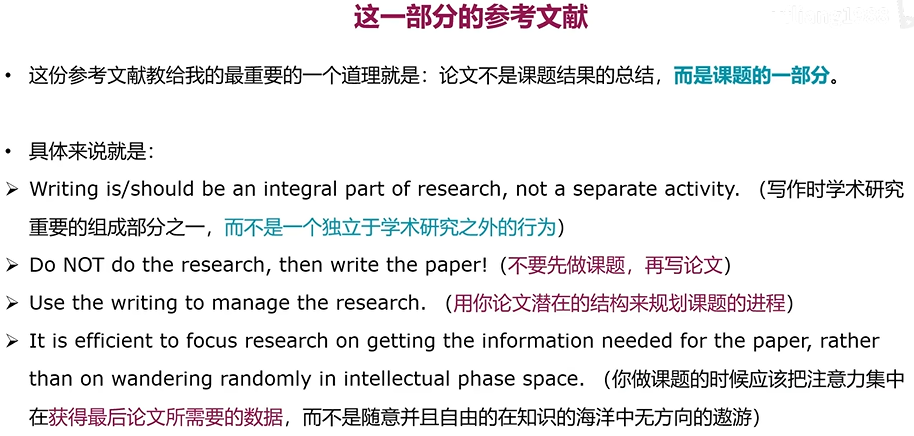 这一部分的参考文献
• 这份参考文献教给我的最重要的一个道理就是：论文不是课题结果的总结，而是课题的一部分。
• 具体来说就是：
➢ Writing is/should be an integral part of research, not a separate activity. （写作时学术研究
重要的组成部分之一，而不是一个独立于学术研究之外的行为）
➢ Do NOT do the research, then write the paper!（不要先做课题，再写论文）
➢ Use the writing to manage the research. （用你论文潜在的结构来规划课题的进程）
➢ It is efficient to focus research on getting the information needed for the paper, rather
than on wandering randomly in intellectual phase space. （你做课题的时候应该把注意力集中
在获得最后论文所需要的数据，而不是随意并且自由的在知识的海洋中无方向的遨游）